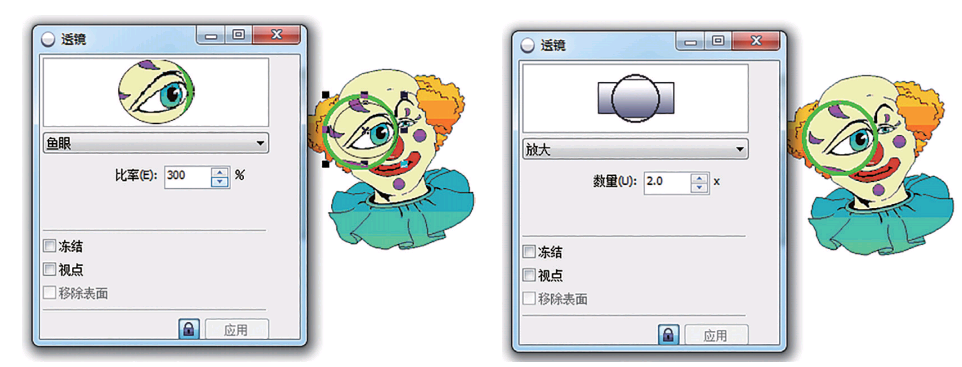 透镜
鱼眼
比率(E): 300 %
冻结
视点
移除表面
应用
透镜
放大
数量(U): 2.0 x
冻结
视点
移除表面
应用